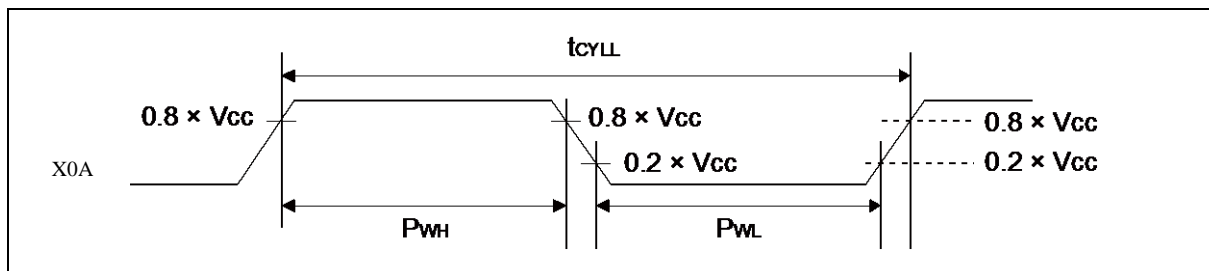 tCYLL
0.8 × VCC
0.8 × VCC
0.8 × VCC
X0A
0.2 × VCC
0.2 × VCC
PWH
PWL